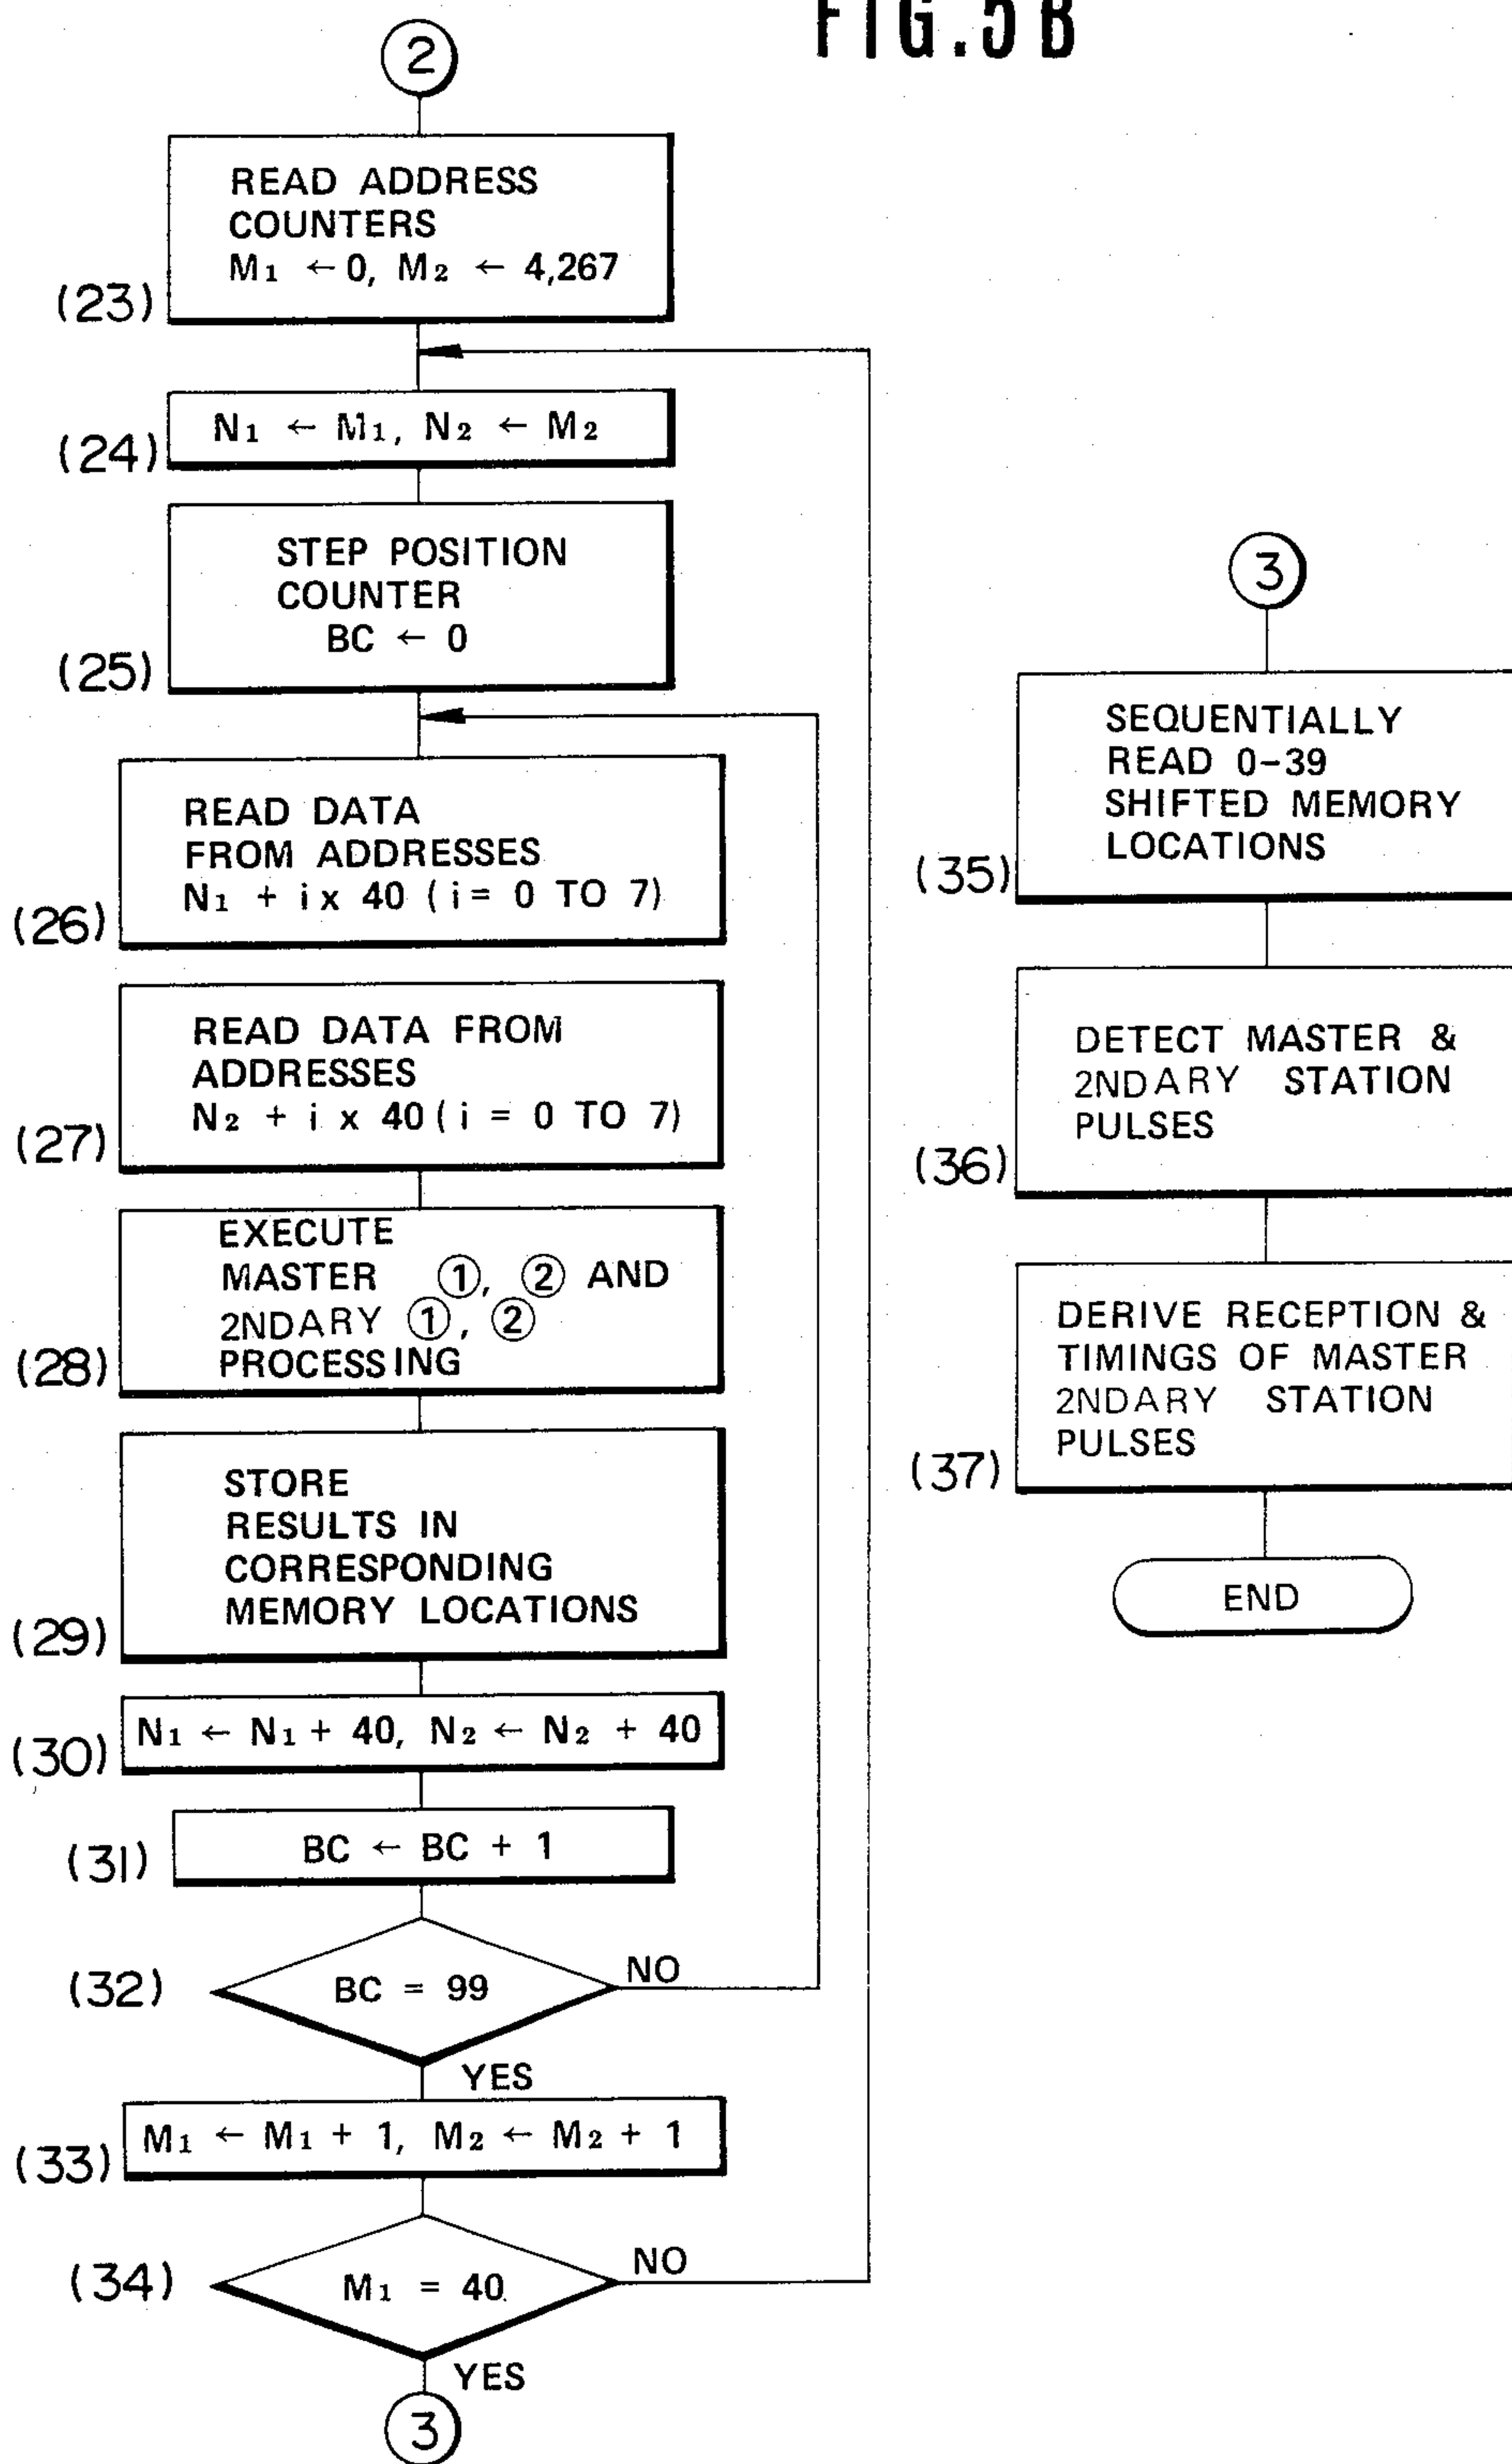 FIG.5B
2
READ ADDRESS
COUNTERS
M1 ← 0, M2 ← 4,267
(23)
N1 ← M1, N2 ← M2
(24)
STEP POSITION
COUNTER
BC ← 0
(25)
READ DATA
FROM ADDRESSES
N1 + i x 40 (i = 0 TO 7)
(26)
READ DATA FROM
ADDRESSES
N2 + i x 40 (i = 0 TO 7)
(27)
EXECUTE
MASTER ①, ② AND
2NDARY ①, ②
PROCESSING
(28)
STORE
RESULTS IN
CORRESPONDING
MEMORY LOCATIONS
(29)
N1 ← N1 + 40, N2 ← N2 + 40
(30)
BC ← BC + 1
(31)
BC = 99
NO
(32)
YES
M1 ← M1 + 1, M2 ← M2 + 1
(33)
M1 = 40
NO
(34)
YES
3
3
SEQUENTIALLY
READ 0-39
SHIFTED MEMORY
LOCATIONS
(35)
DETECT MASTER &
2NDARY STATION
PULSES
(36)
DERIVE RECEPTION &
TIMINGS OF MASTER
2NDARY STATION
PULSES
(37)
END